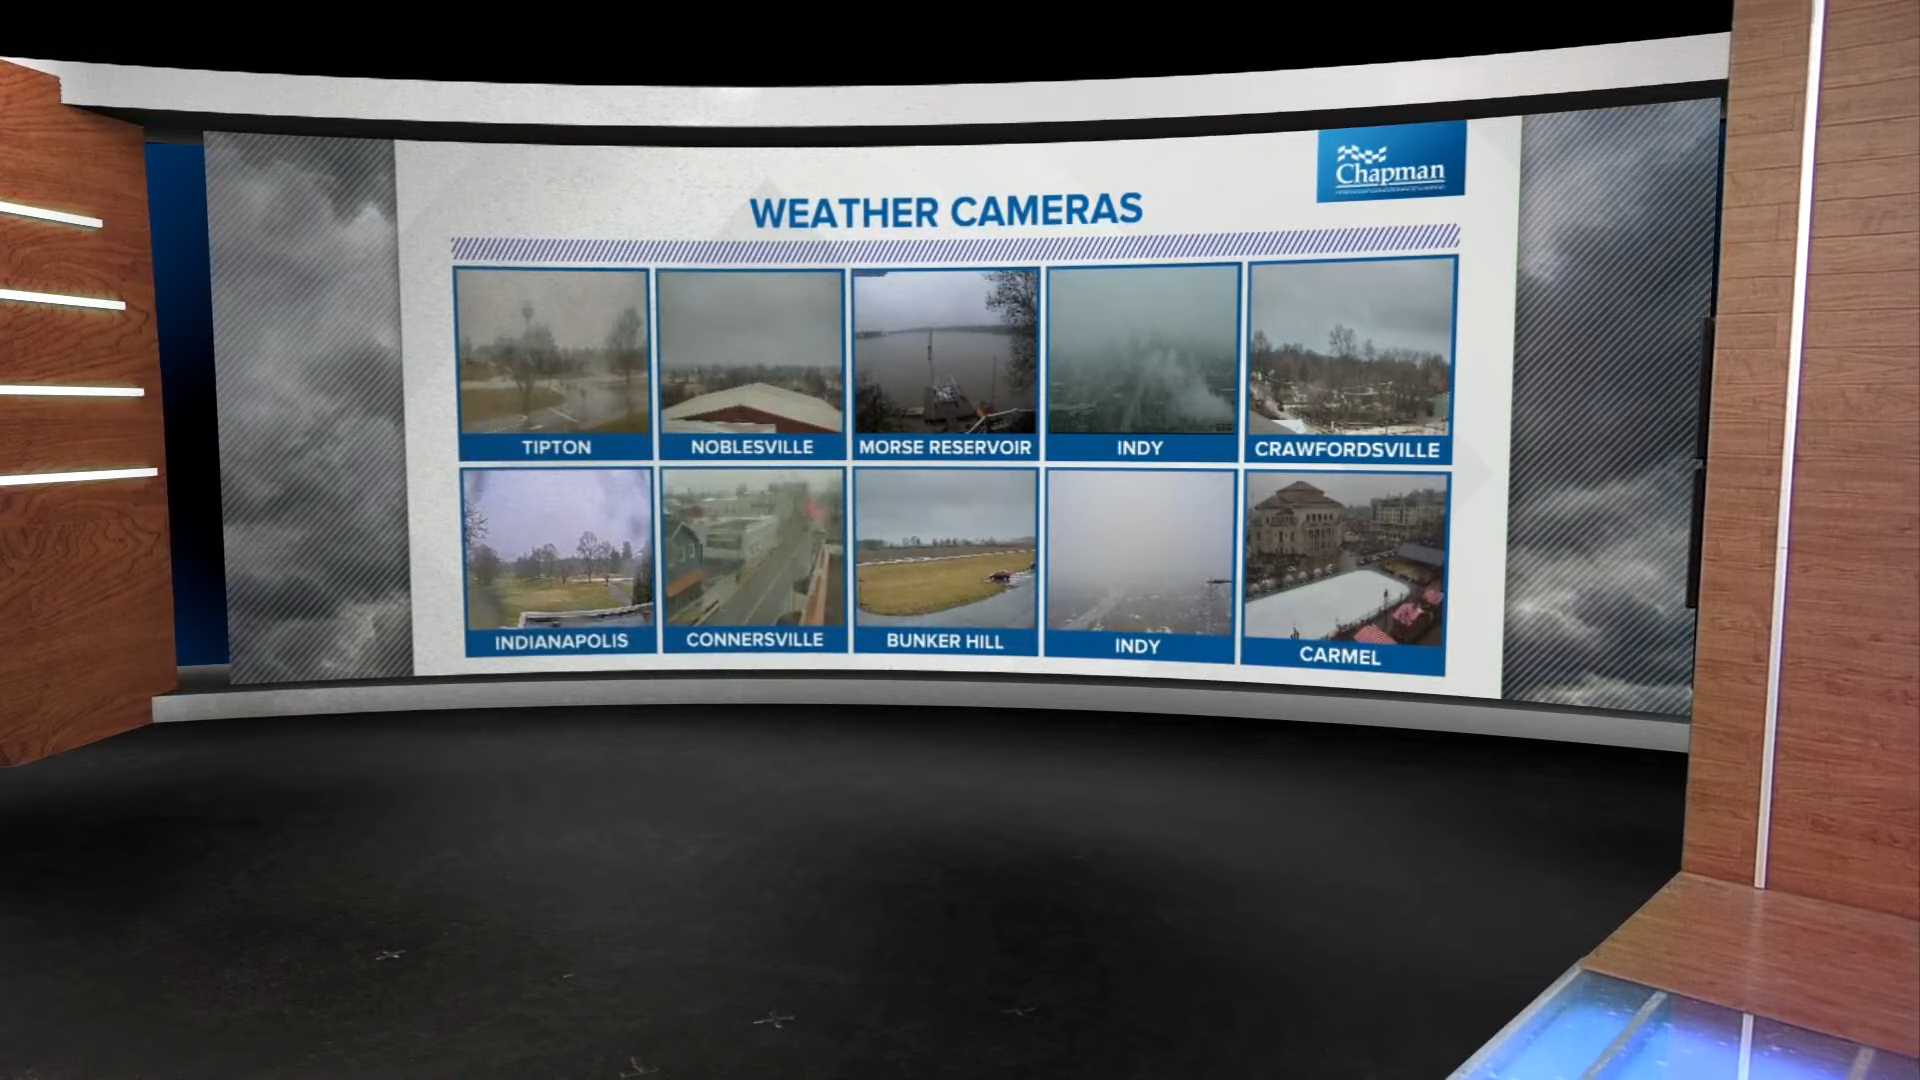 Chapman
WEATHER CAMERAS
TIPTON
NOBLESVILLE
MORSE RESERVOIR
INDY
CRAWFORDSVILLE
INDIANAPOLIS
CONNERSVILLE
BUNKER HILL
INDY
CARMEL